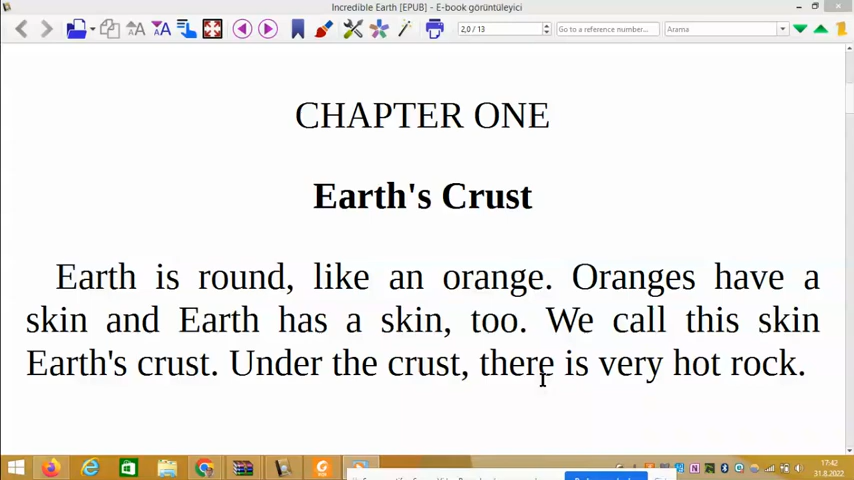 Incredible Earth [EPUB] - E-book görüntüleyici
2,0 / 13
Go to a reference number...
Arama
CHAPTER ONE
Earth's Crust
Earth is round, like an orange. Oranges have a
skin and Earth has a skin, too. We call this skin
Earth's crust. Under the crust, there is very hot rock.
17:42
31.8.2022